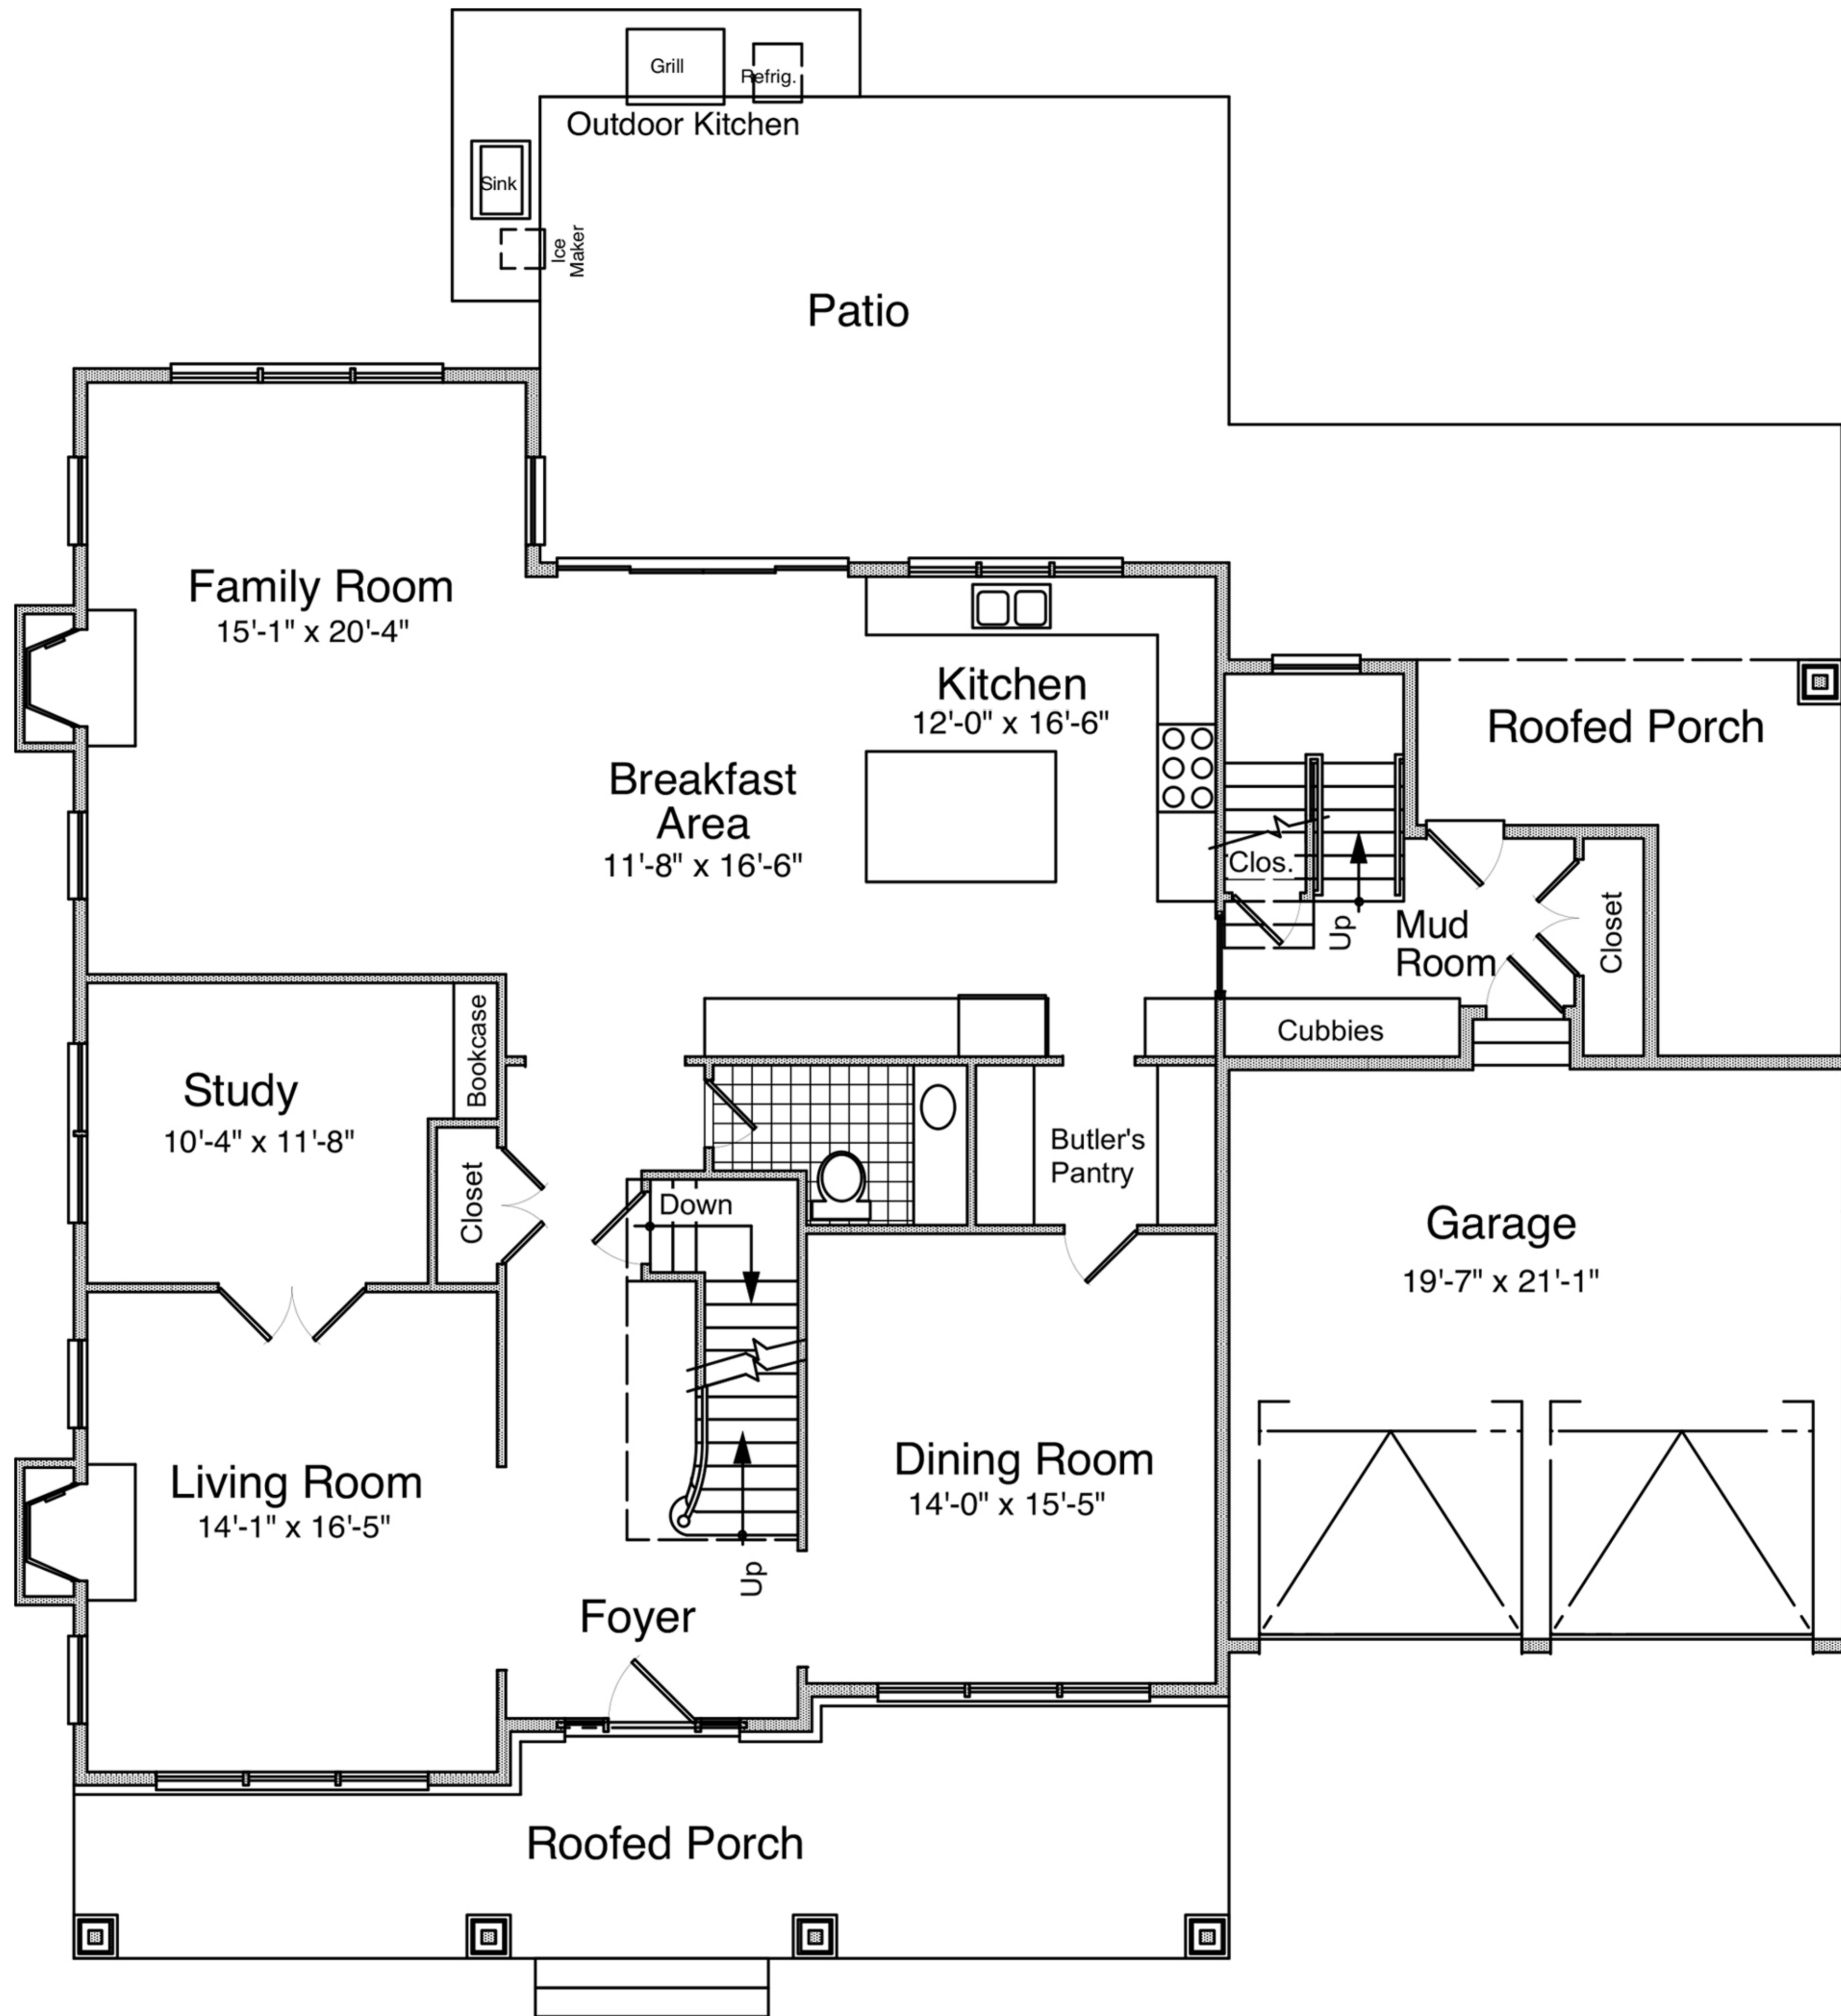 Grill
Refrig.
Outdoor Kitchen
Sink
Ice
Maker
Patio
Family Room
15'-1" x 20'-4"
Kitchen
12'-0" x 16'-6"
Roofed Porch
Breakfast
Area
11'-8" x 16'-6"
Clos.
Up
Mud
Room
Closet
Cubbies
Bookcase
Study
10'-4" x 11'-8"
Closet
Down
Butler's
Pantry
Garage
19'-7" x 21'-1"
Living Room
14'-1" x 16'-5"
Dining Room
14'-0" x 15'-5"
Up
Foyer
Roofed Porch